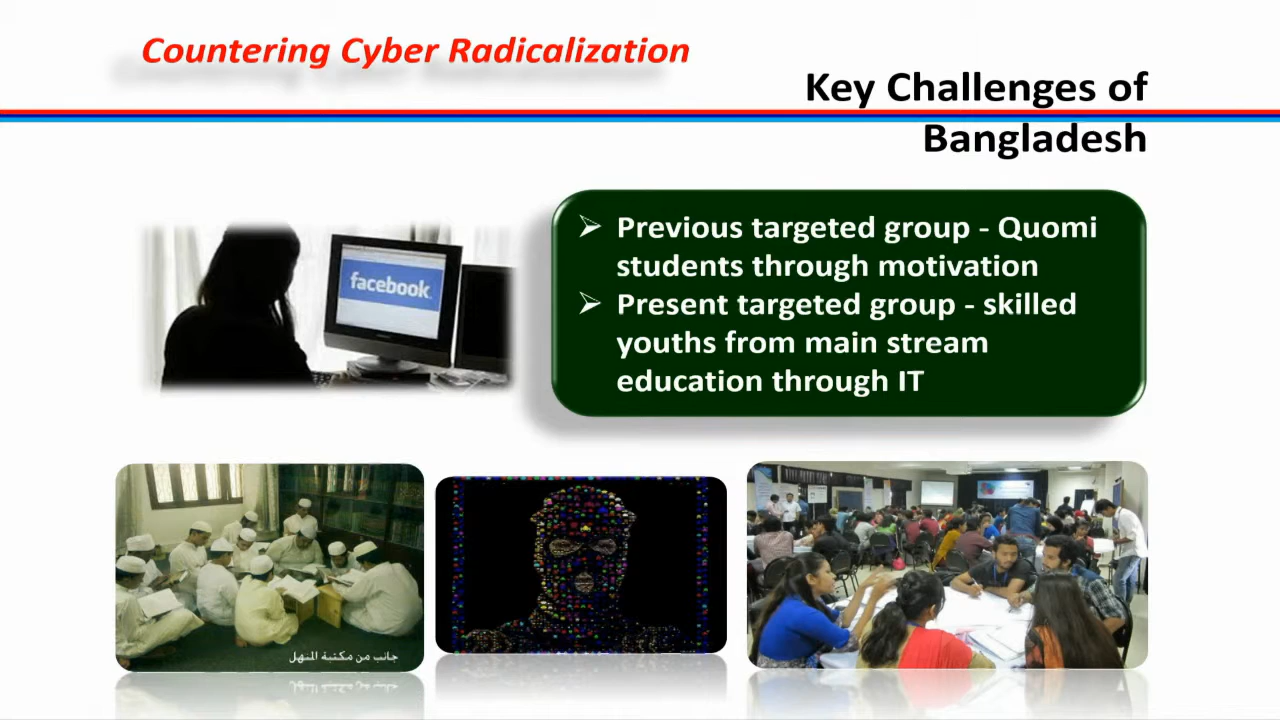 Countering Cyber Radicalization
Key Challenges of
Bangladesh
facebook.
➢ Previous targeted group - Quomi
students through motivation
➢ Present targeted group - skilled
youths from main stream
education through IT
جانب من مكتبة المنهل